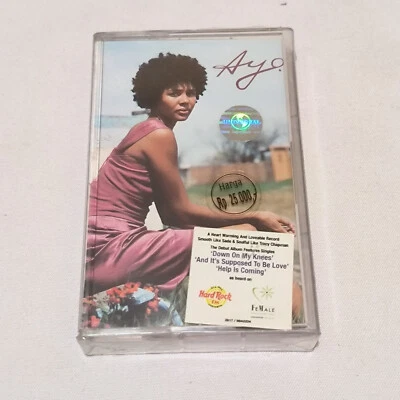 Ayo.
UNIVERSAL
Harga
Rp 25.000,-
A Heart Warming And Loveable Record
Smooth Like Sade & Soulful Like Tracy Chapman
The Debut Album Features Singles
'Down On My Knees'
'And It's Supposed To Be Love'
'Help Is Coming'
as heard on:
Hard Rock
FM
FeMale